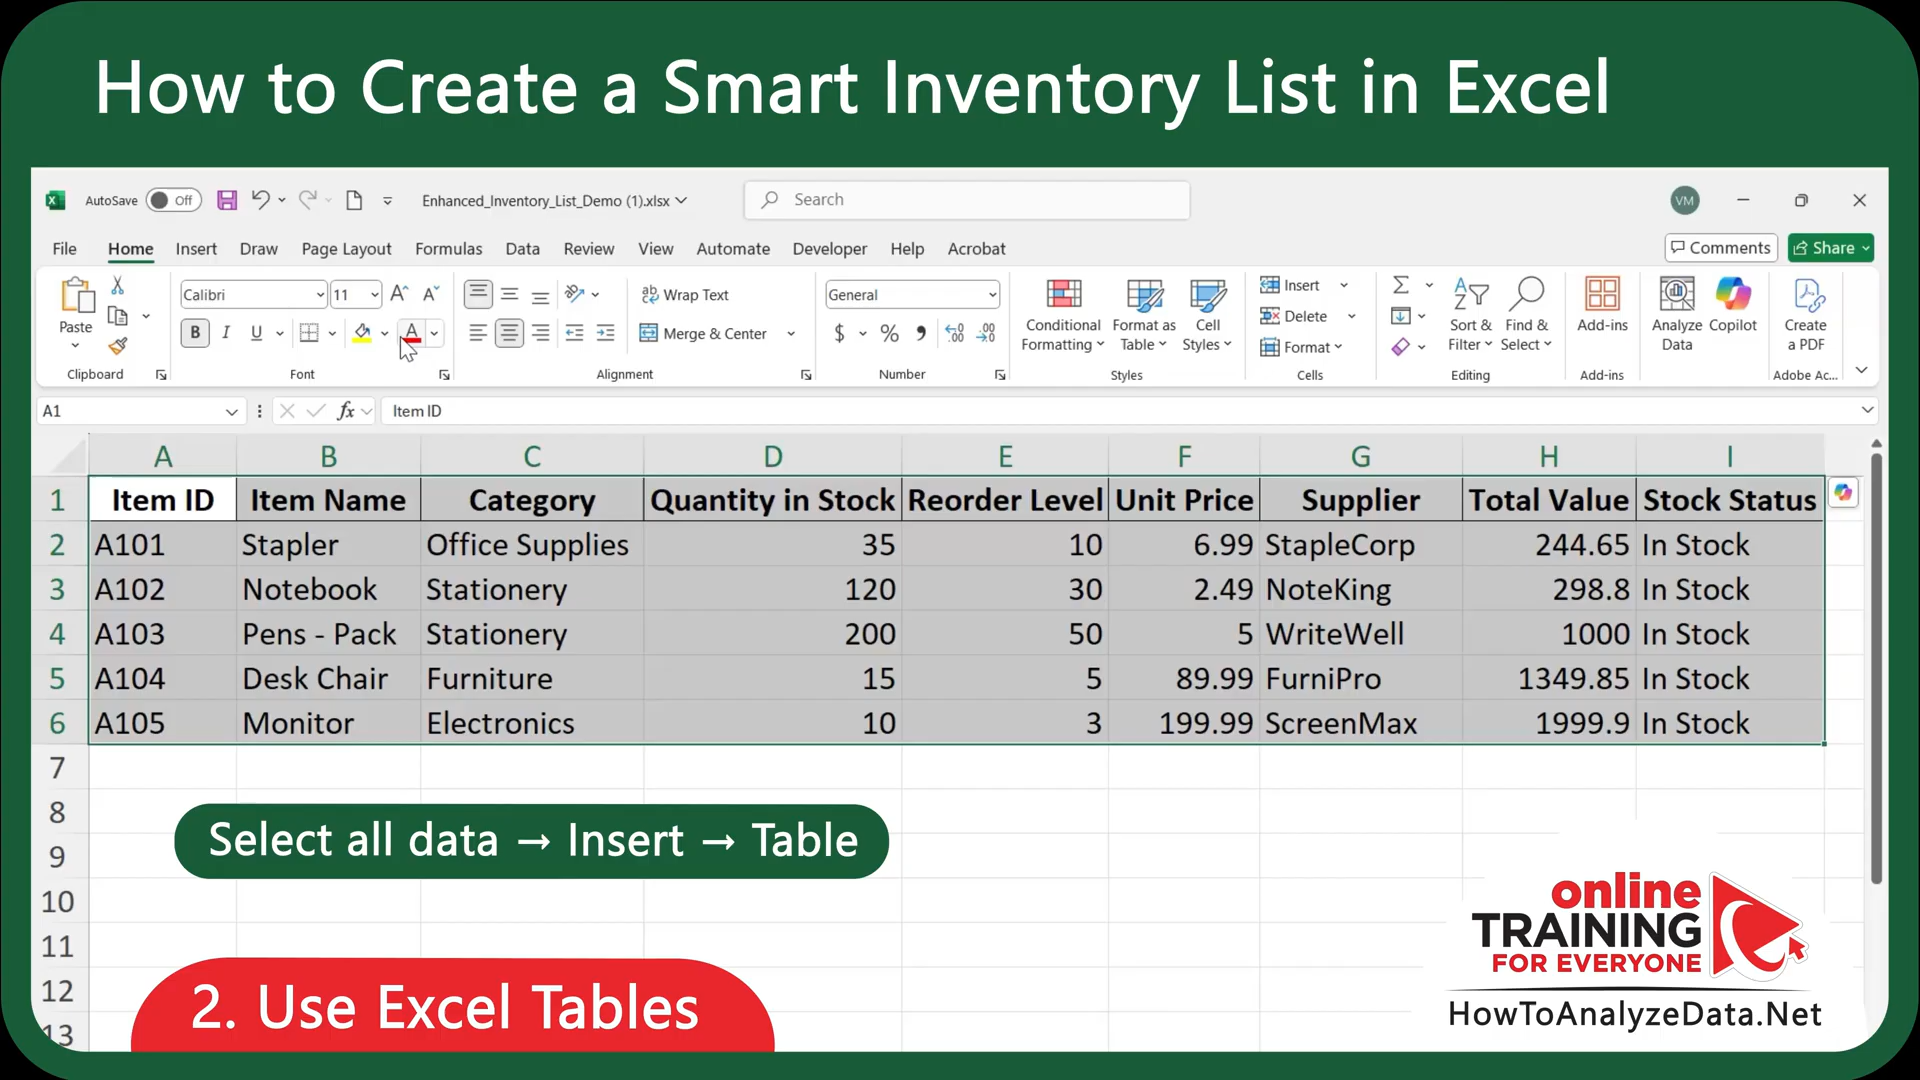 How to Create a Smart Inventory List in Excel
AutoSave Off Enhanced_Inventory_List_Demo (1).xlsx Search VM
File Home Insert Draw Page Layout Formulas Data Review View Automate Developer Help Acrobat Comments Share
Paste Calibri 11 Wrap Text General Insert
B I U A Merge & Center $ % Conditional Formatting Format as Table Cell Styles Delete Format Sort & Filter Find & Select Add-ins Analyze Data Copilot Create a PDF
Clipboard Font Alignment Number Styles Cells Editing Add-ins Adobe Ac...
A1 fx Item ID
A B C D E F G H I
1 Item ID Item Name Category Quantity in Stock Reorder Level Unit Price Supplier Total Value Stock Status
2 A101 Stapler Office Supplies 35 10 6.99 StapleCorp 244.65 In Stock
3 A102 Notebook Stationery 120 30 2.49 NoteKing 298.8 In Stock
4 A103 Pens - Pack Stationery 200 50 5 WriteWell 1000 In Stock
5 A104 Desk Chair Furniture 15 5 89.99 FurniPro 1349.85 In Stock
6 A105 Monitor Electronics 10 3 199.99 ScreenMax 1999.9 In Stock
7
8
Select all data → Insert → Table
9
10
11
12
13
2. Use Excel Tables
online
TRAINING
FOR EVERYONE
HowToAnalyzeData.Net